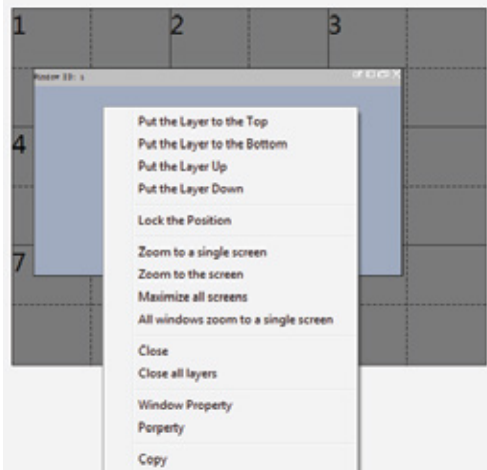 1 2 3
4
7
Put the Layer to the Top
Put the Layer to the Bottom
Put the Layer Up
Put the Layer Down
Lock the Position
Zoom to a single screen
Zoom to the screen
Maximize all screens
All windows zoom to a single screen
Close
Close all layers
Window Property
Porperty
Copy